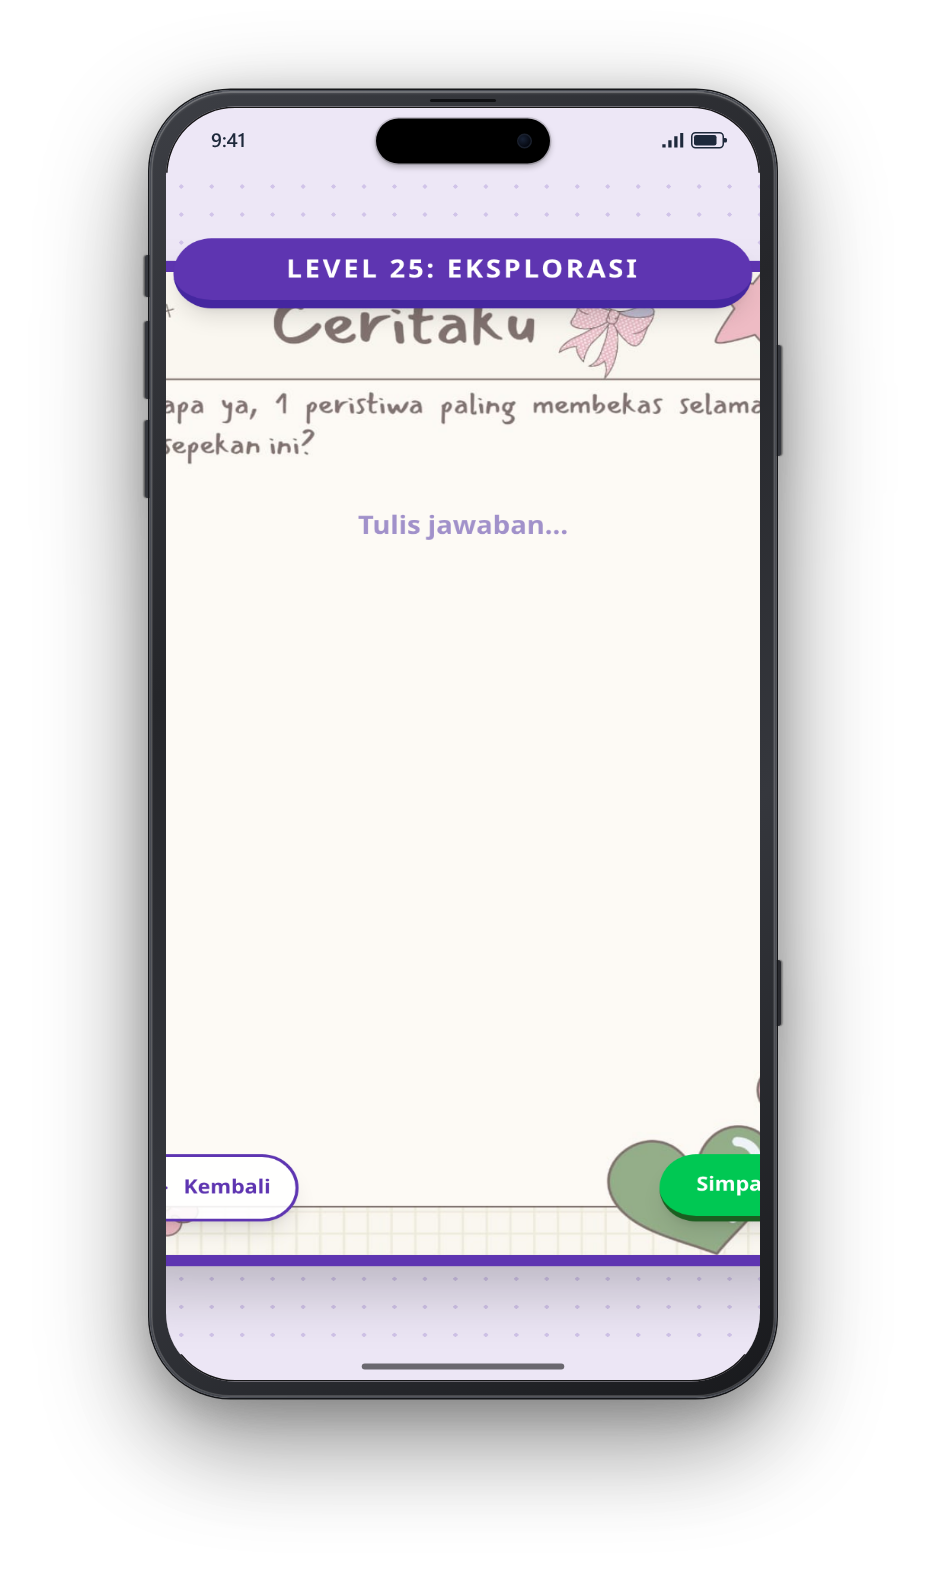 9:41
LEVEL 25: EKSPLORASI
Ceritaku
apa ya, 1 peristiwa paling membekas selama
sepekan ini?
Tulis jawaban...
Kembali
Simpa